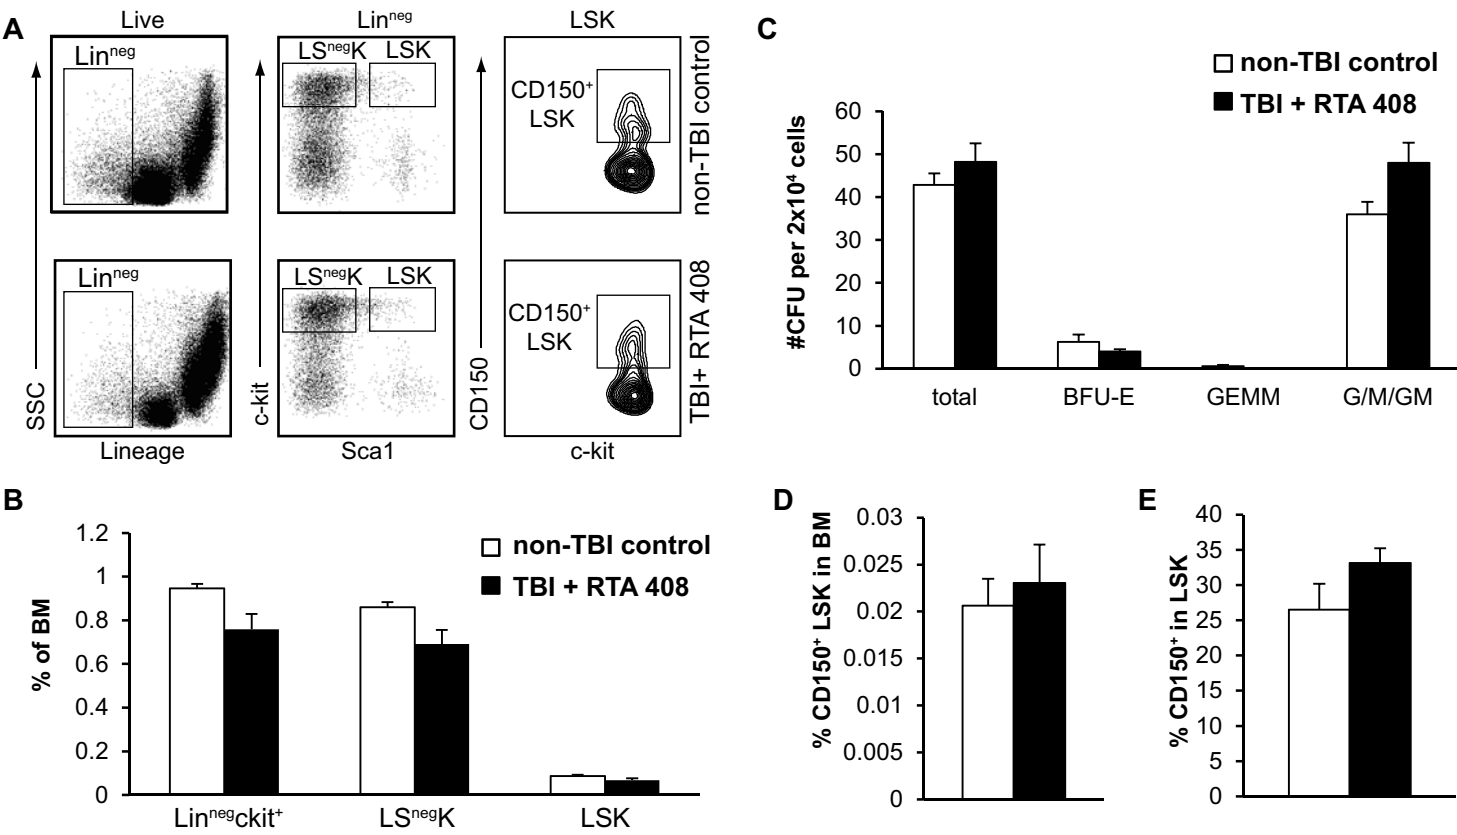 A
Live
Lin^neg
LSK
Lin^neg
LS^negK
LSK
CD150⁺
LSK
non-TBI control
Lin^neg
LS^negK
LSK
CD150⁺
LSK
TBI+ RTA 408
SSC
c-kit
CD150
Lineage
Sca1
c-kit
B
1.2
1
0.8
0.6
0.4
0.2
0
% of BM
non-TBI control
TBI + RTA 408
Lin^negckit⁺
LS^negK
LSK
C
non-TBI control
TBI + RTA 408
60
50
40
30
20
10
0
#CFU per 2x10⁴ cells
total
BFU-E
GEMM
G/M/GM
D
0.03
0.025
0.02
0.015
0.01
0.005
0
% CD150⁺ LSK in BM
E
40
35
30
25
20
15
10
5
0
% CD150⁺ in LSK